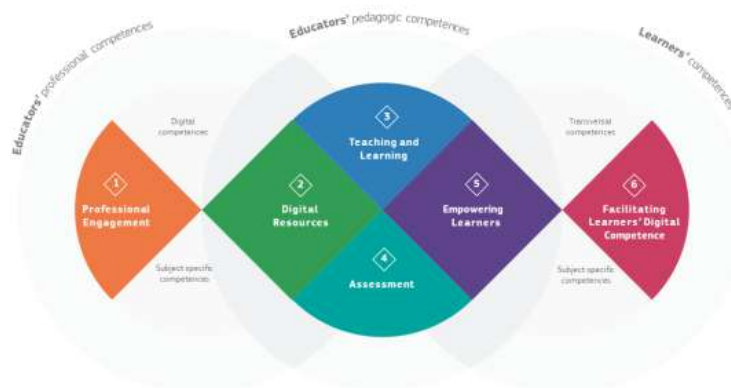 Educators' professional competences
Educators' pedagogic competences
Learners' competences
Digital
competences
Transversal
competences
3
Teaching and
Learning
1
Professional
Engagement
2
Digital
Resources
5
Empowering
Learners
6
Facilitating
Learners' Digital
Competence
4
Assessment
Subject specific
competences
Subject specific
competences